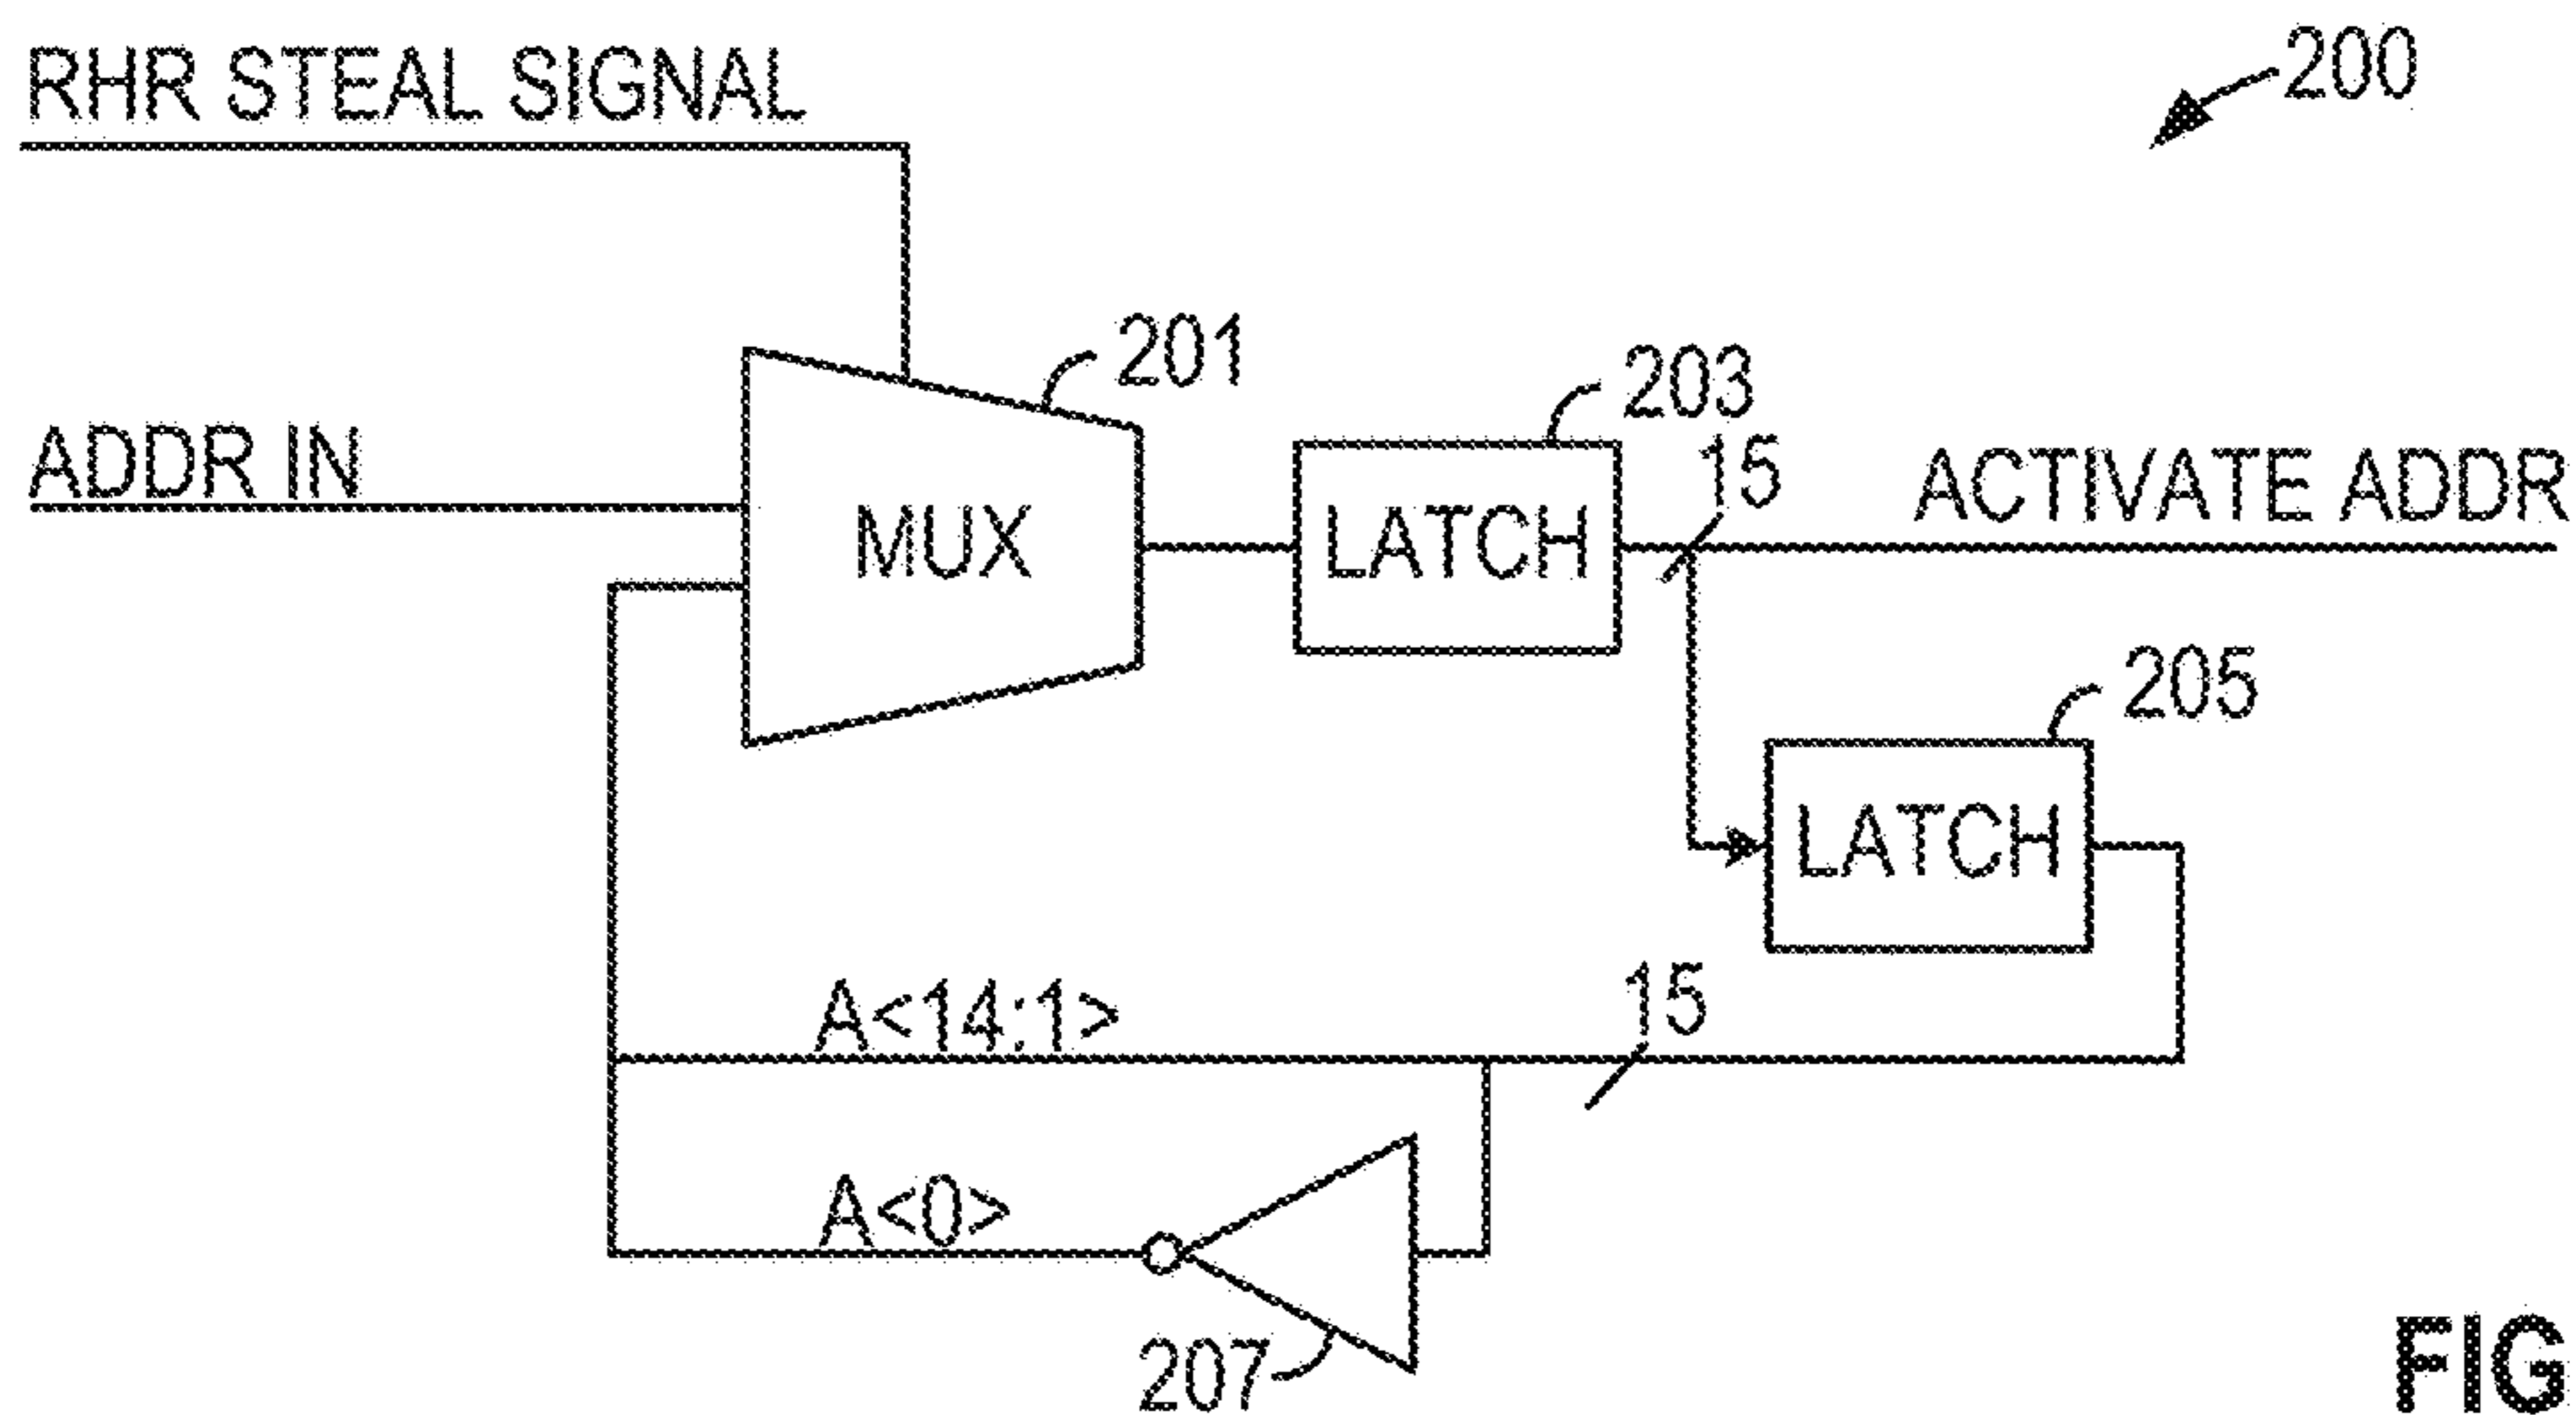 RHR STEAL SIGNAL
200
201
203
ADDR IN
15
ACTIVATE ADDR
MUX
LATCH
205
LATCH
A<14:1>
15
A<0>
207
FIG